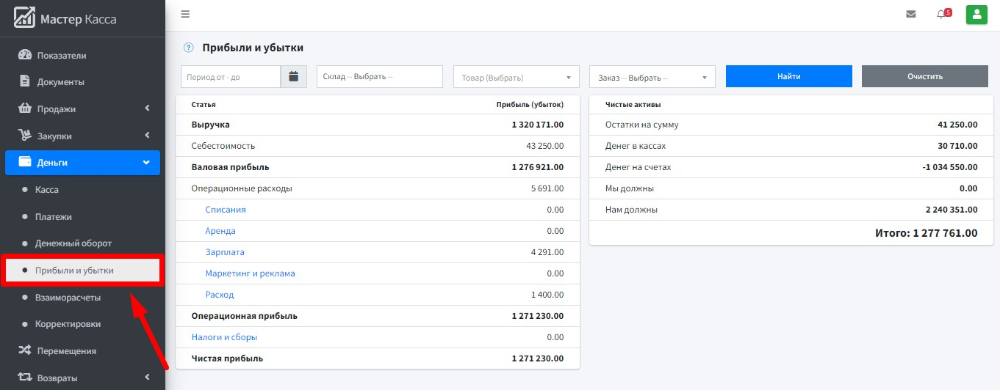 Мастер Касса
Показатели
Документы
Продажи
Закупки
Деньги
Касса
Платежи
Денежный оборот
Прибыли и убытки
Взаиморасчеты
Корректировки
Перемещения
Возвраты
5
? Прибыли и убытки
Период от - до
Склад -- Выбрать --
Товар (Выбрать)
Заказ -- Выбрать --
Найти
Очистить
Статья Прибыль (убыток)
Выручка 1 320 171.00
Себестоимость 43 250.00
Валовая прибыль 1 276 921.00
Операционные расходы 5 691.00
Списания 0.00
Аренда 0.00
Зарплата 4 291.00
Маркетинг и реклама 0.00
Расход 1 400.00
Операционная прибыль 1 271 230.00
Налоги и сборы 0.00
Чистая прибыль 1 271 230.00
Чистые активы
Остатки на сумму 41 250.00
Денег в кассах 30 710.00
Денег на счетах -1 034 550.00
Мы должны 0.00
Нам должны 2 240 351.00
Итого: 1 277 761.00